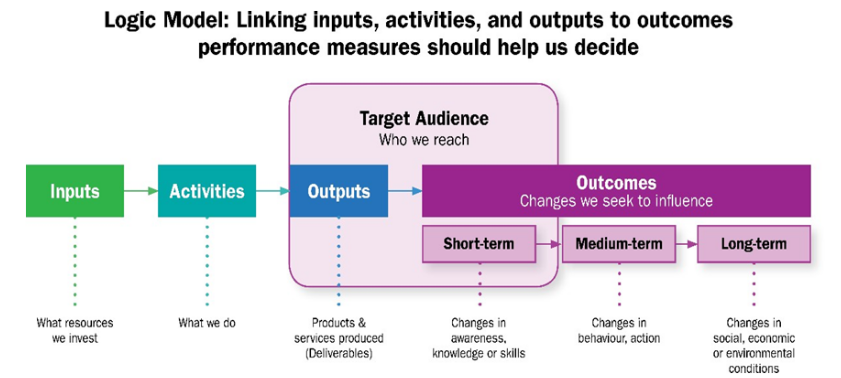 Logic Model: Linking inputs, activities, and outputs to outcomes
performance measures should help us decide
Target Audience
Who we reach
Inputs
Activities
Outputs
Outcomes
Changes we seek to influence
Short-term
Medium-term
Long-term
What resources
we invest
What we do
Products &
services produced
(Deliverables)
Changes in
awareness,
knowledge or skills
Changes in
behaviour, action
Changes in
social, economic
or environmental
conditions